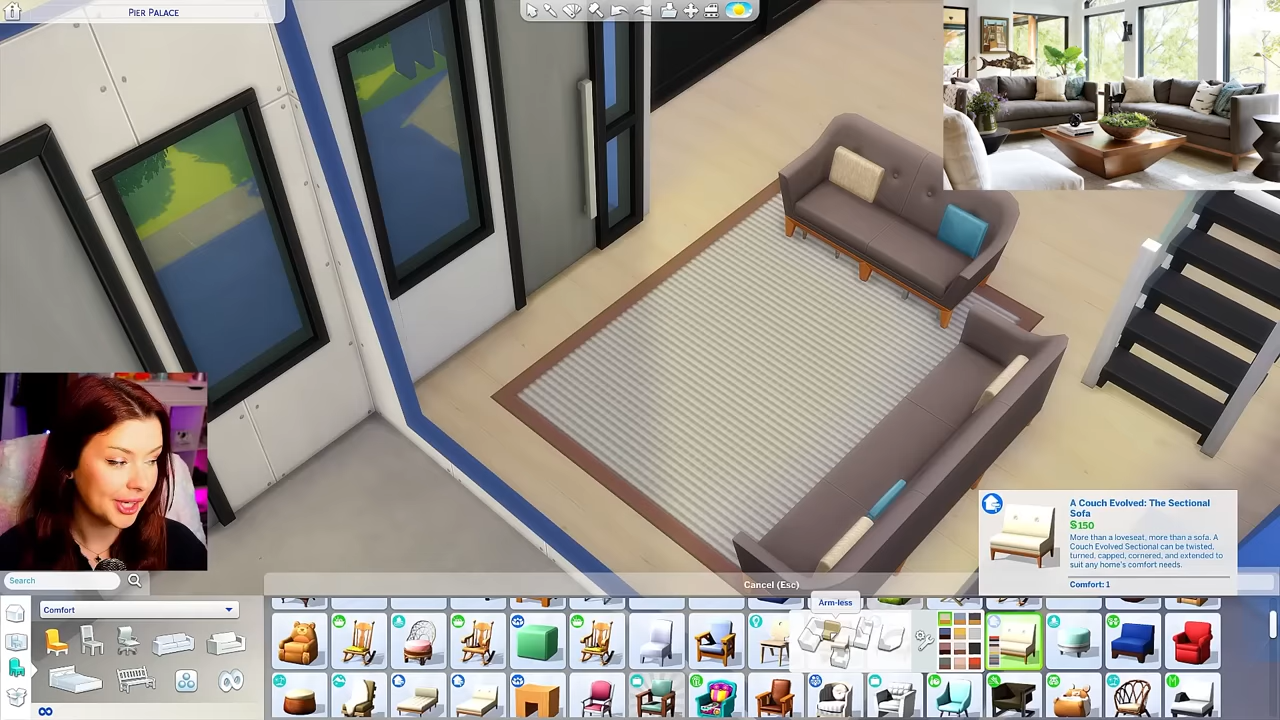 PIER PALACE
A Couch Evolved: The Sectional
Sofa
§150
More than a loveseat, more than a sofa. A
Couch Evolved Sectional can be twisted,
turned, capped, cornered, and extended to
suit any home's comfort needs.
Comfort: 1
Search
Cancel (Esc)
Comfort
Arm-less